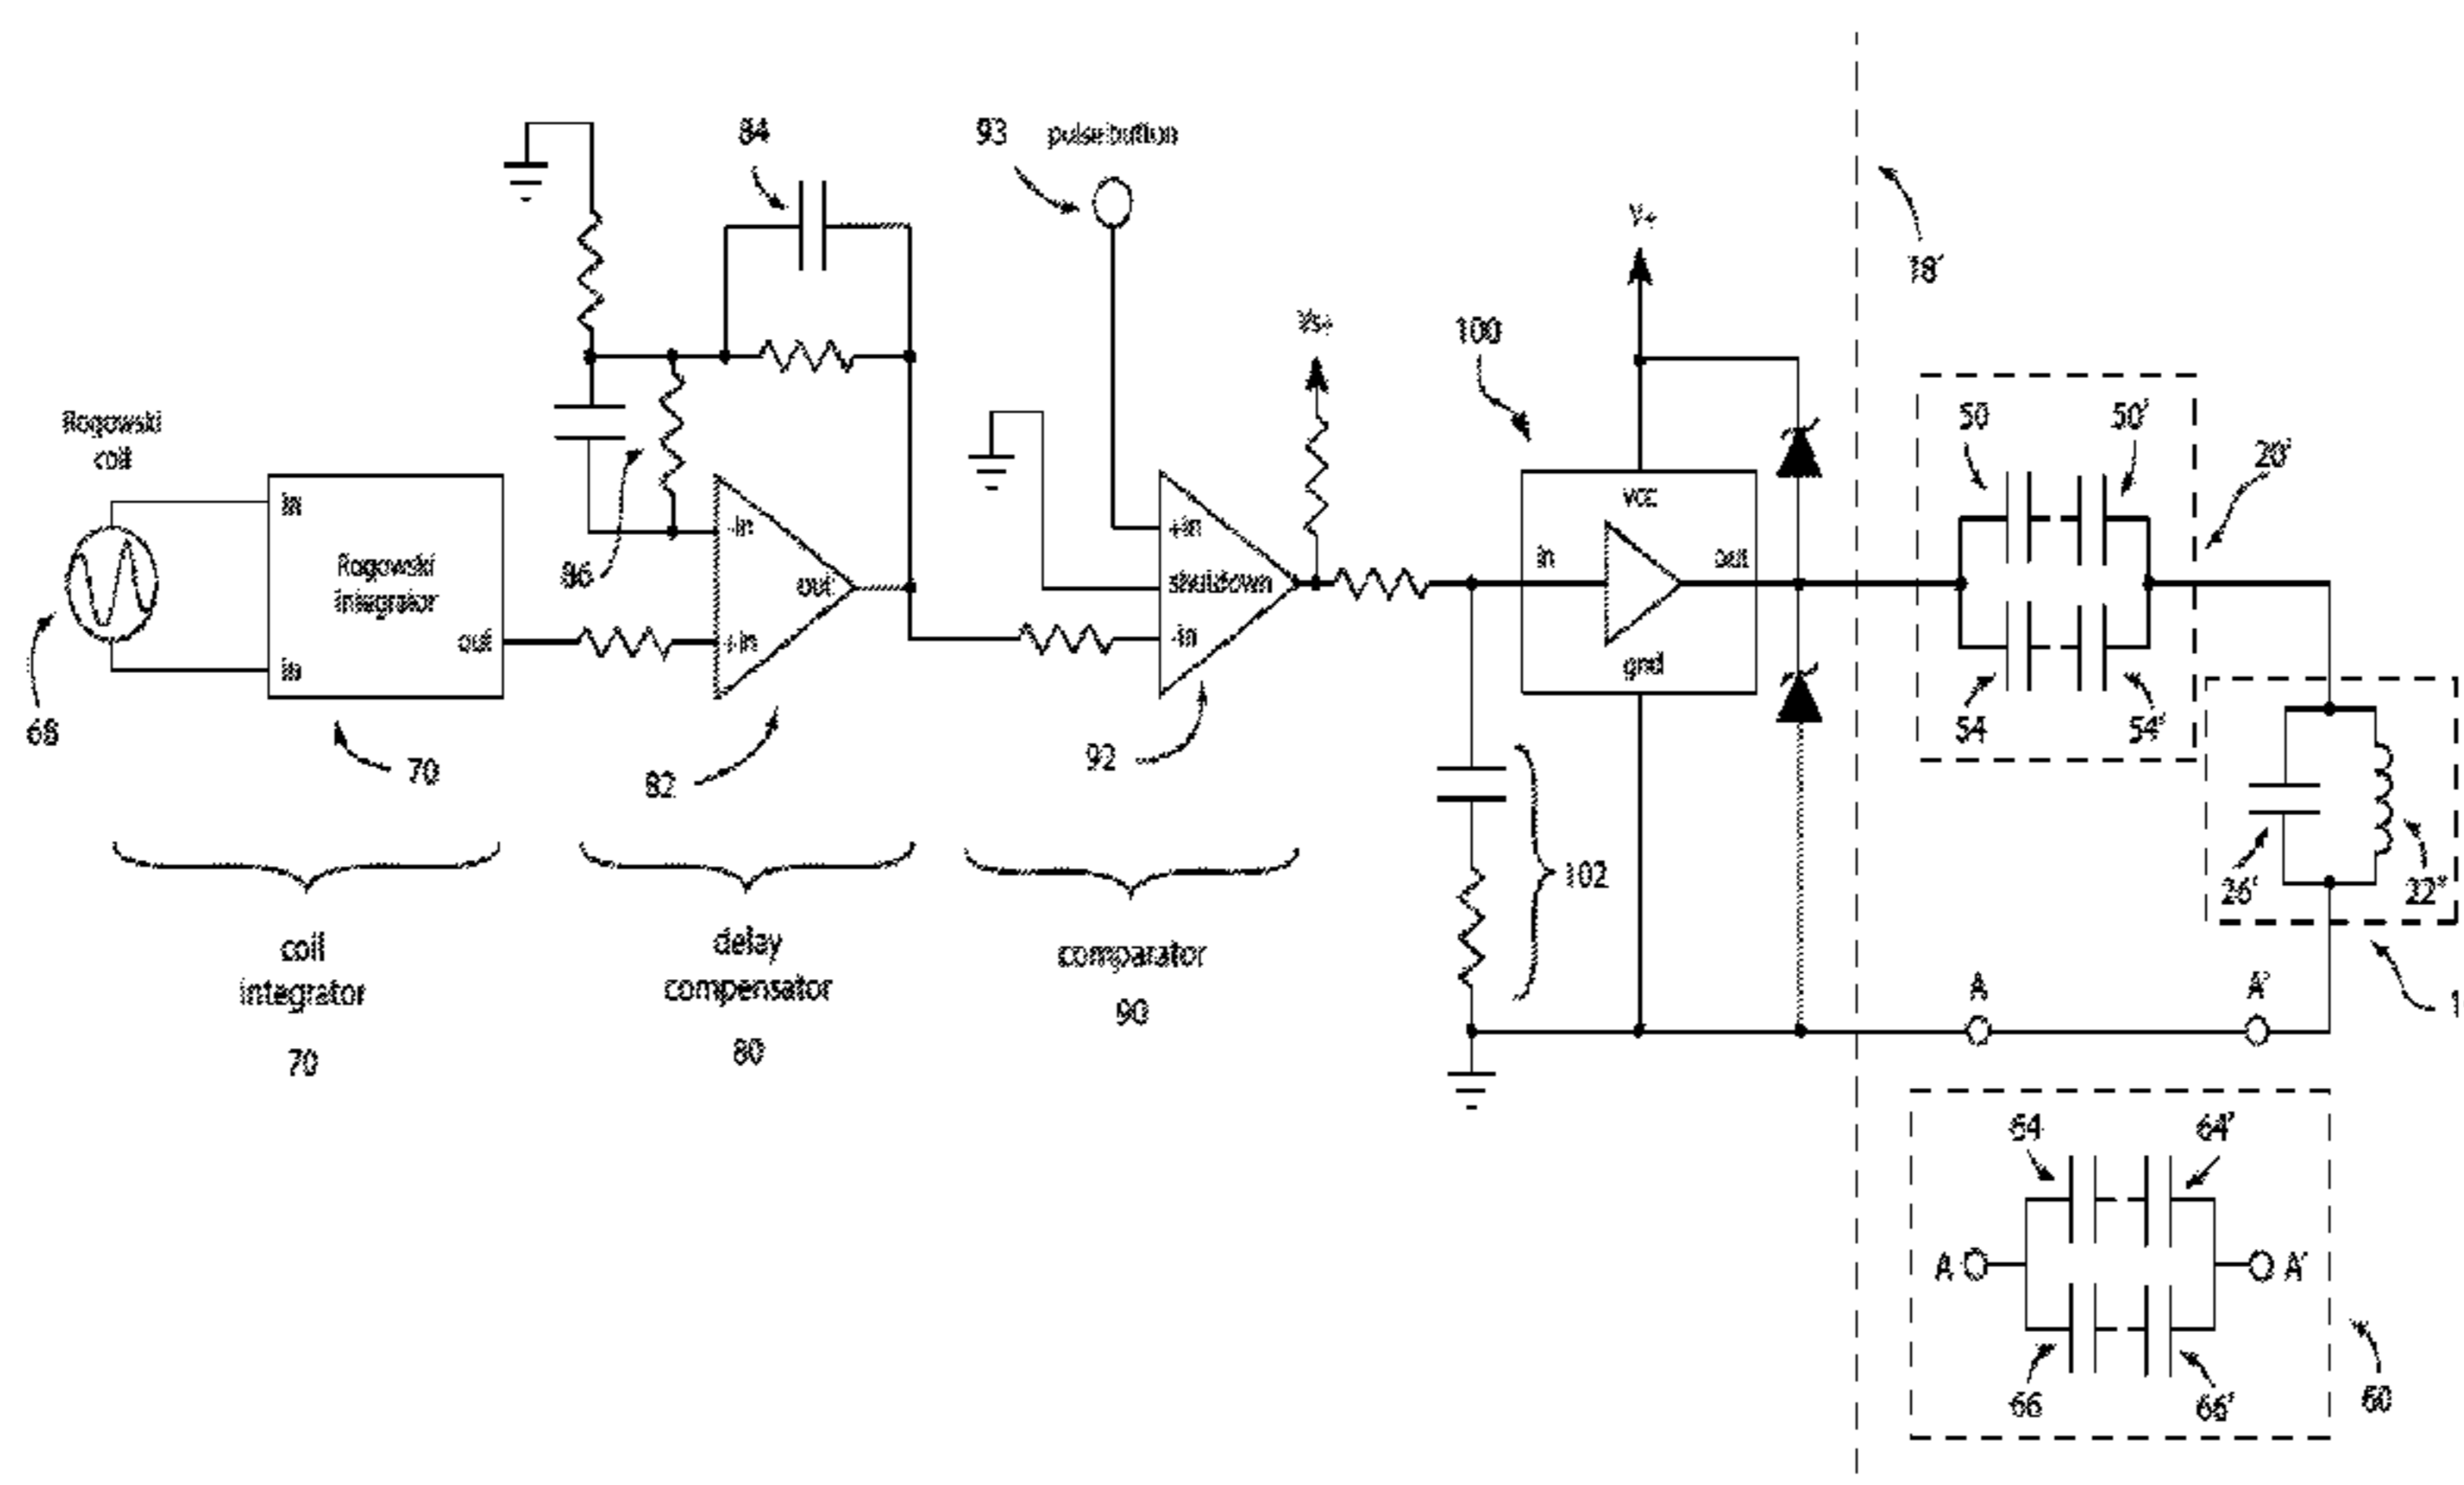 84
93
pulse button
V+
18'
Vs+
100
Rogowski
coil
50
50'
20'
in
-in
+in
vcc
Rogowski
integrator
86
out
shutdown
in
out
out
+in
-in
gnd
in
68
70
82
92
54
54'
102
26'
22"
coil
integrator
70
delay
compensator
80
comparator
90
A
A'
1
64
64'
A
A'
66
66'
60